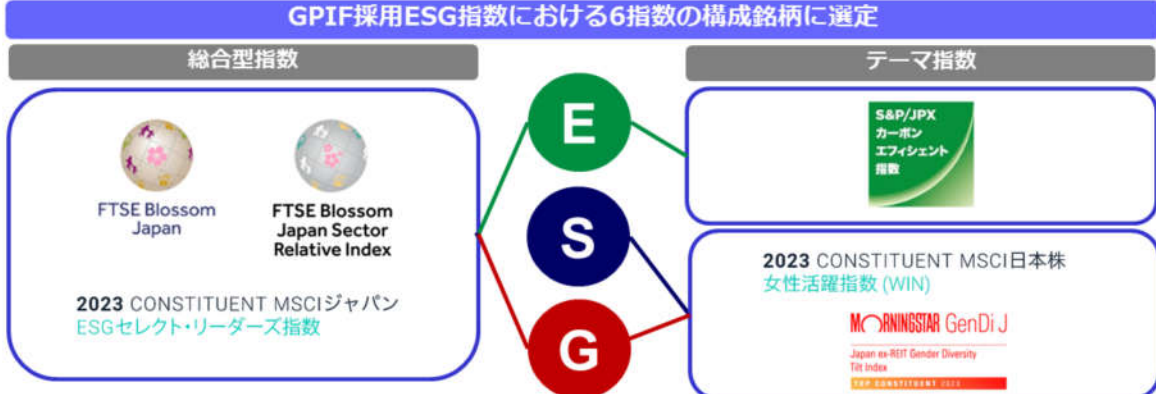 GPIF採用ESG指数における6指数の構成銘柄に選定
総合型指数
FTSE Blossom
Japan
FTSE Blossom
Japan Sector
Relative Index
2023 CONSTITUENT MSCIジャパン
ESGセレクト・リーダーズ指数
E
S
G
テーマ指数
S&P/JPX
カーボン
エフィシェント
指数
2023 CONSTITUENT MSCI日本株
女性活躍指数 (WIN)
MORNINGSTAR GenDi J
Japan ex-REIT Gender Diversity
Tilt Index
TOP CONSTITUENT 2023